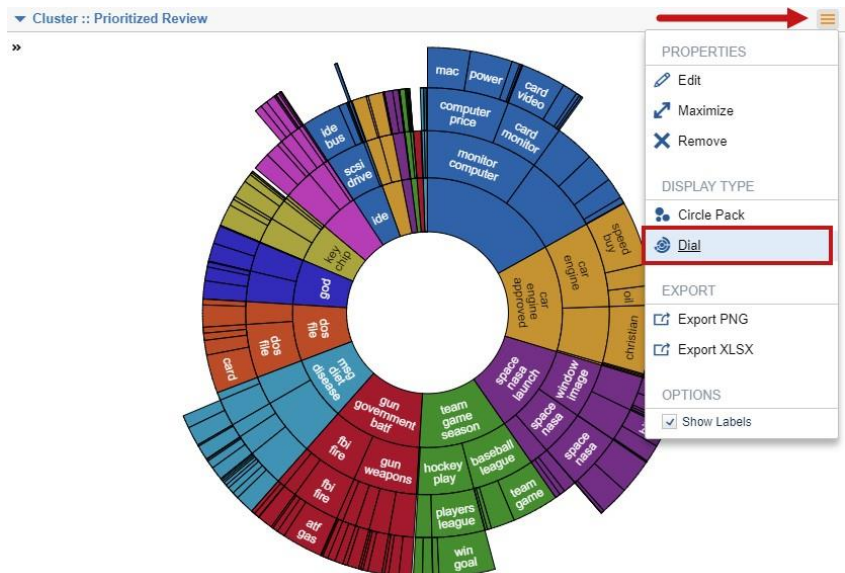 Cluster :: Prioritized Review
»
PROPERTIES
Edit
Maximize
Remove
DISPLAY TYPE
Circle Pack
Dial
EXPORT
Export PNG
Export XLSX
OPTIONS
Show Labels
mac
power
card
video
computer
price
card
monitor
monitor
computer
ide
bus
scsi
drive
ide
key
chip
god
dos
file
dos
file
card
msg
diet
disease
gun
government
batf
fbi
fire
gun
weapons
fbi
fire
atf
gas
team
game
season
hockey
play
baseball
league
players
league
team
game
win
goal
space
nasa
launch
window
image
space
nasa
space
nasa
car
engine
approved
car
engine
speed
buy
oil
christian